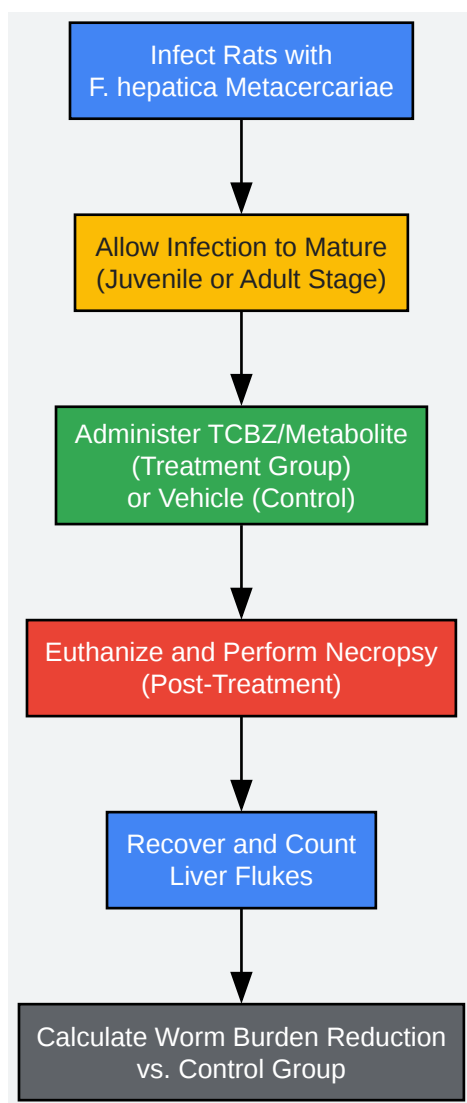 Infect Rats with
F. hepatica Metacercariae
Allow Infection to Mature
(Juvenile or Adult Stage)
Administer TCBZ/Metabolite
(Treatment Group)
or Vehicle (Control)
Euthanize and Perform Necropsy
(Post-Treatment)
Recover and Count
Liver Flukes
Calculate Worm Burden Reduction
vs. Control Group